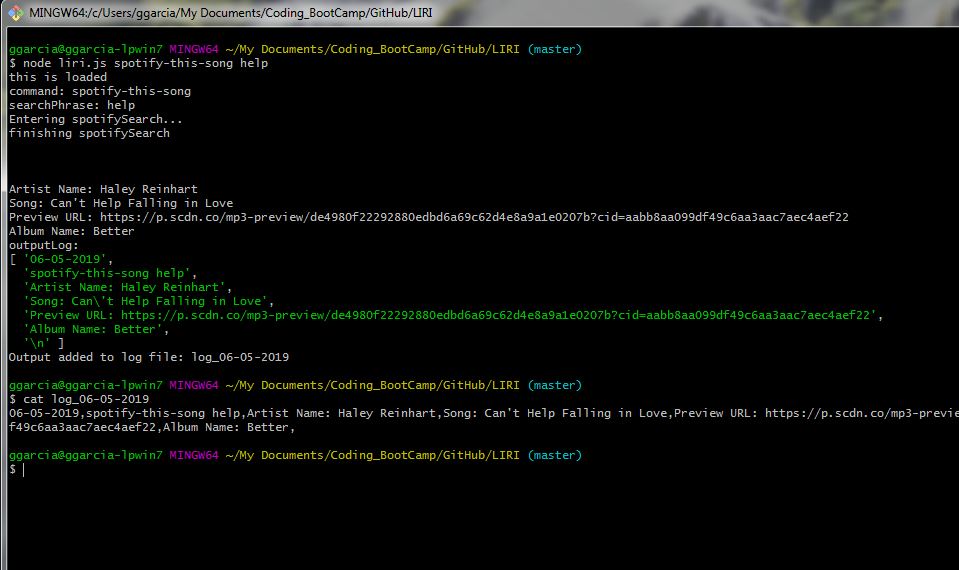 MINGW64:/c/Users/ggarcia/My Documents/Coding_BootCamp/GitHub/LIRI
ggarcia@ggarcia-lpwin7 MINGW64 ~/My Documents/Coding_BootCamp/GitHub/LIRI (master)
$ node liri.js spotify-this-song help
this is loaded
command: spotify-this-song
searchPhrase: help
Entering spotifySearch...
finishing spotifySearch
Artist Name: Haley Reinhart
Song: Can't Help Falling in Love
Preview URL: https://p.scdn.co/mp3-preview/de4980f22292880edbd6a69c62d4e8a9a1e0207b?cid=aabb8aa099df49c6aa3aac7aec4aef22
Album Name: Better
outputLog:
[ '06-05-2019',
  'spotify-this-song help',
  'Artist Name: Haley Reinhart',
  'Song: Can\'t Help Falling in Love',
  'Preview URL: https://p.scdn.co/mp3-preview/de4980f22292880edbd6a69c62d4e8a9a1e0207b?cid=aabb8aa099df49c6aa3aac7aec4aef22',
  'Album Name: Better',
  '\n' ]
Output added to log file: log_06-05-2019
ggarcia@ggarcia-lpwin7 MINGW64 ~/My Documents/Coding_BootCamp/GitHub/LIRI (master)
$ cat log_06-05-2019
06-05-2019,spotify-this-song help,Artist Name: Haley Reinhart,Song: Can't Help Falling in Love,Preview URL: https://p.scdn.co/mp3-previe
f49c6aa3aac7aec4aef22,Album Name: Better,
ggarcia@ggarcia-lpwin7 MINGW64 ~/My Documents/Coding_BootCamp/GitHub/LIRI (master)
$